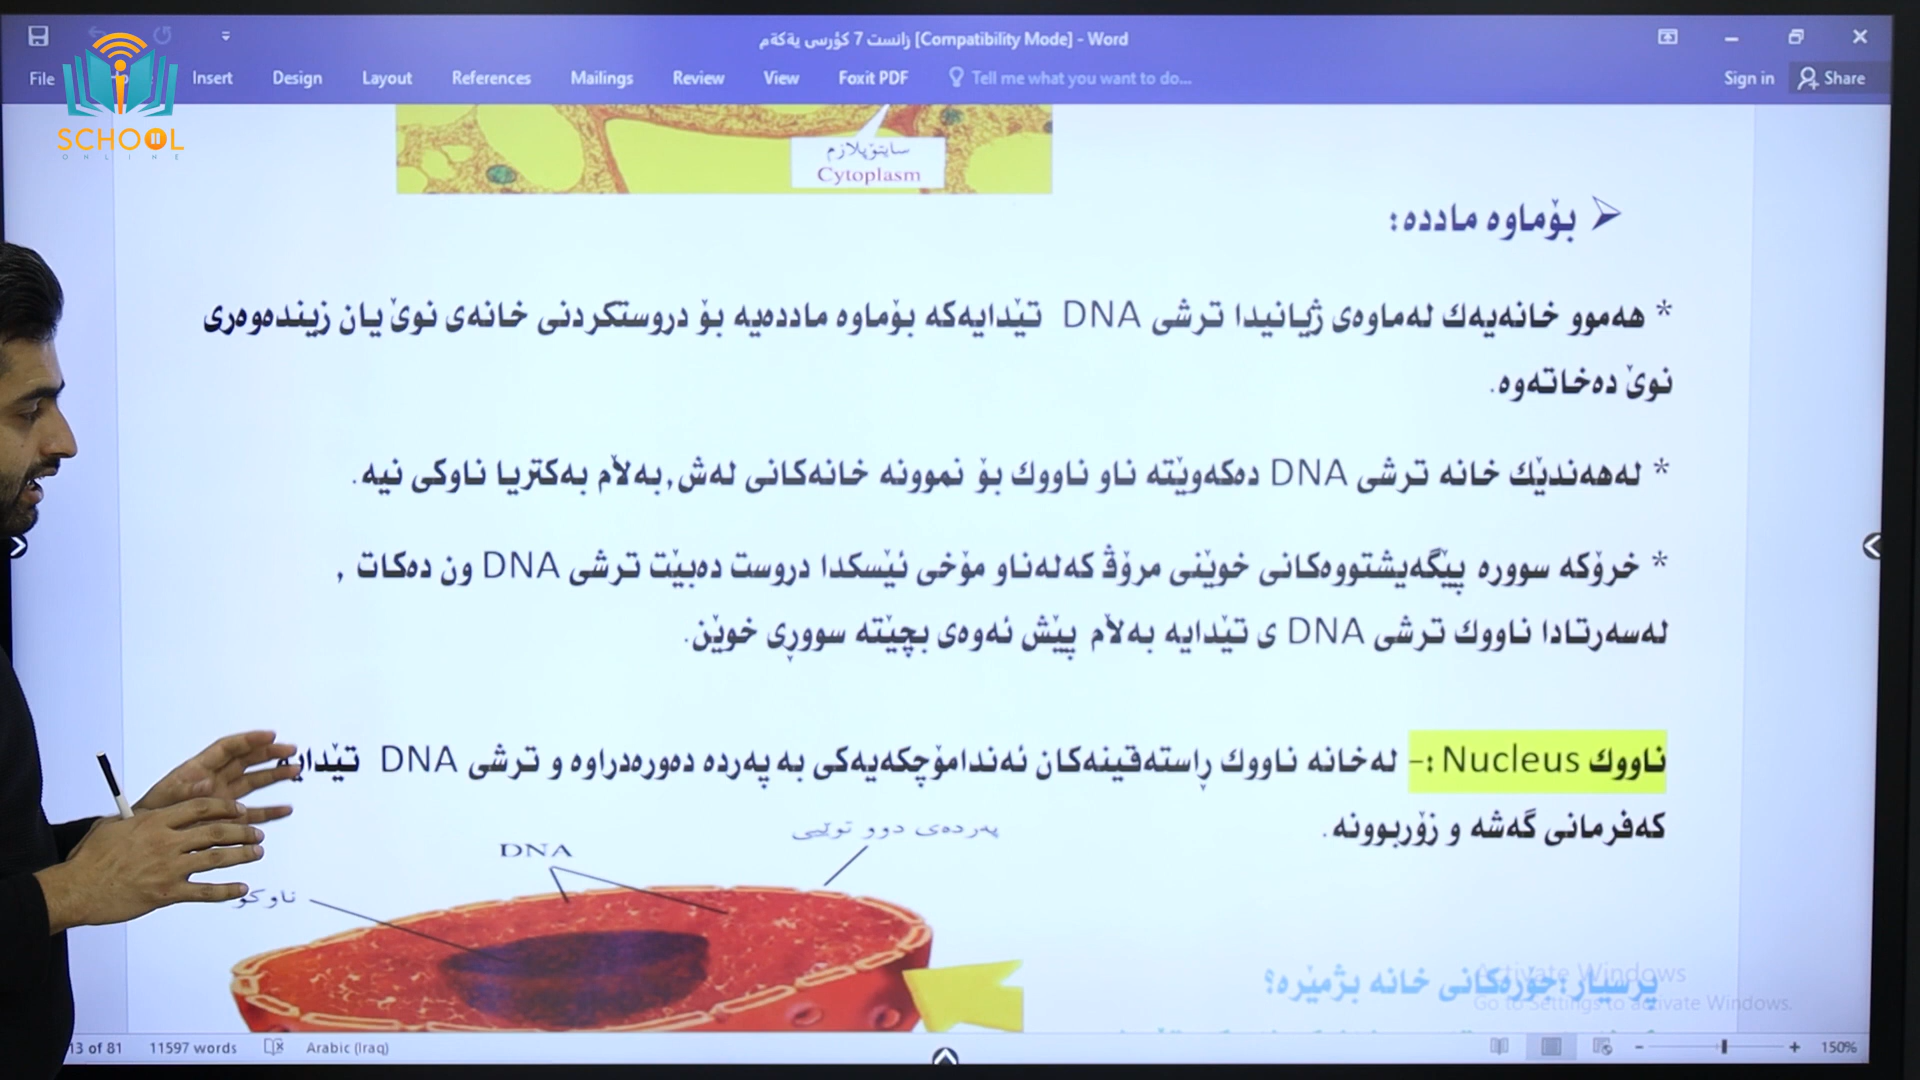 SCHOOL
ONLINE
زانست 7 كۆرسی یەکەم [Compatibility Mode] - Word
File
Insert
Design
Layout
References
Mailings
Review
View
Foxit PDF
Tell me what you want to do...
Sign in
Share
سایتۆپلازم
Cytoplasm
بۆماوە ماددە:
* هەموو خانەیەك لەماوەی ژیانیدا ترشی DNA تێدایەکە بۆماوە ماددەیە بۆ دروستکردنی خانەی نوێ یان زیندەوەری
نوێ دەخاتەوە.
* لەهەندێك خانە ترشی DNA دەکەوێتە ناو ناووك بۆ نموونە خانەکانی لەش,بەڵام بەکتریا ناوکی نیە.
* خرۆکە سوورە پێگەیشتووەکانی خوێنی مرۆڤ کەلەناو مۆخی ئێسکدا دروست دەبێت ترشی DNA ون دەکات ,
لەسەرتادا ناووك ترشی DNA ی تێدایە بەڵام پێش ئەوەی بچێتە سووڕی خوێن.
ناووك Nucleus :- لەخانە ناووك ڕاستەقینەکان ئەندامۆچکەیەکی بە پەردە دەورەدراوە و ترشی DNA تێدایە
کەفرمانی گەشە و زۆربوونە.
پەردەی دوو توێیی
DNA
ناوکۆ
پرسیار؛جۆرەکانی خانە بژمێرە؟
Activate Windows
Go to Settings to activate Windows.
13 of 81
11597 words
Arabic (Iraq)
150%